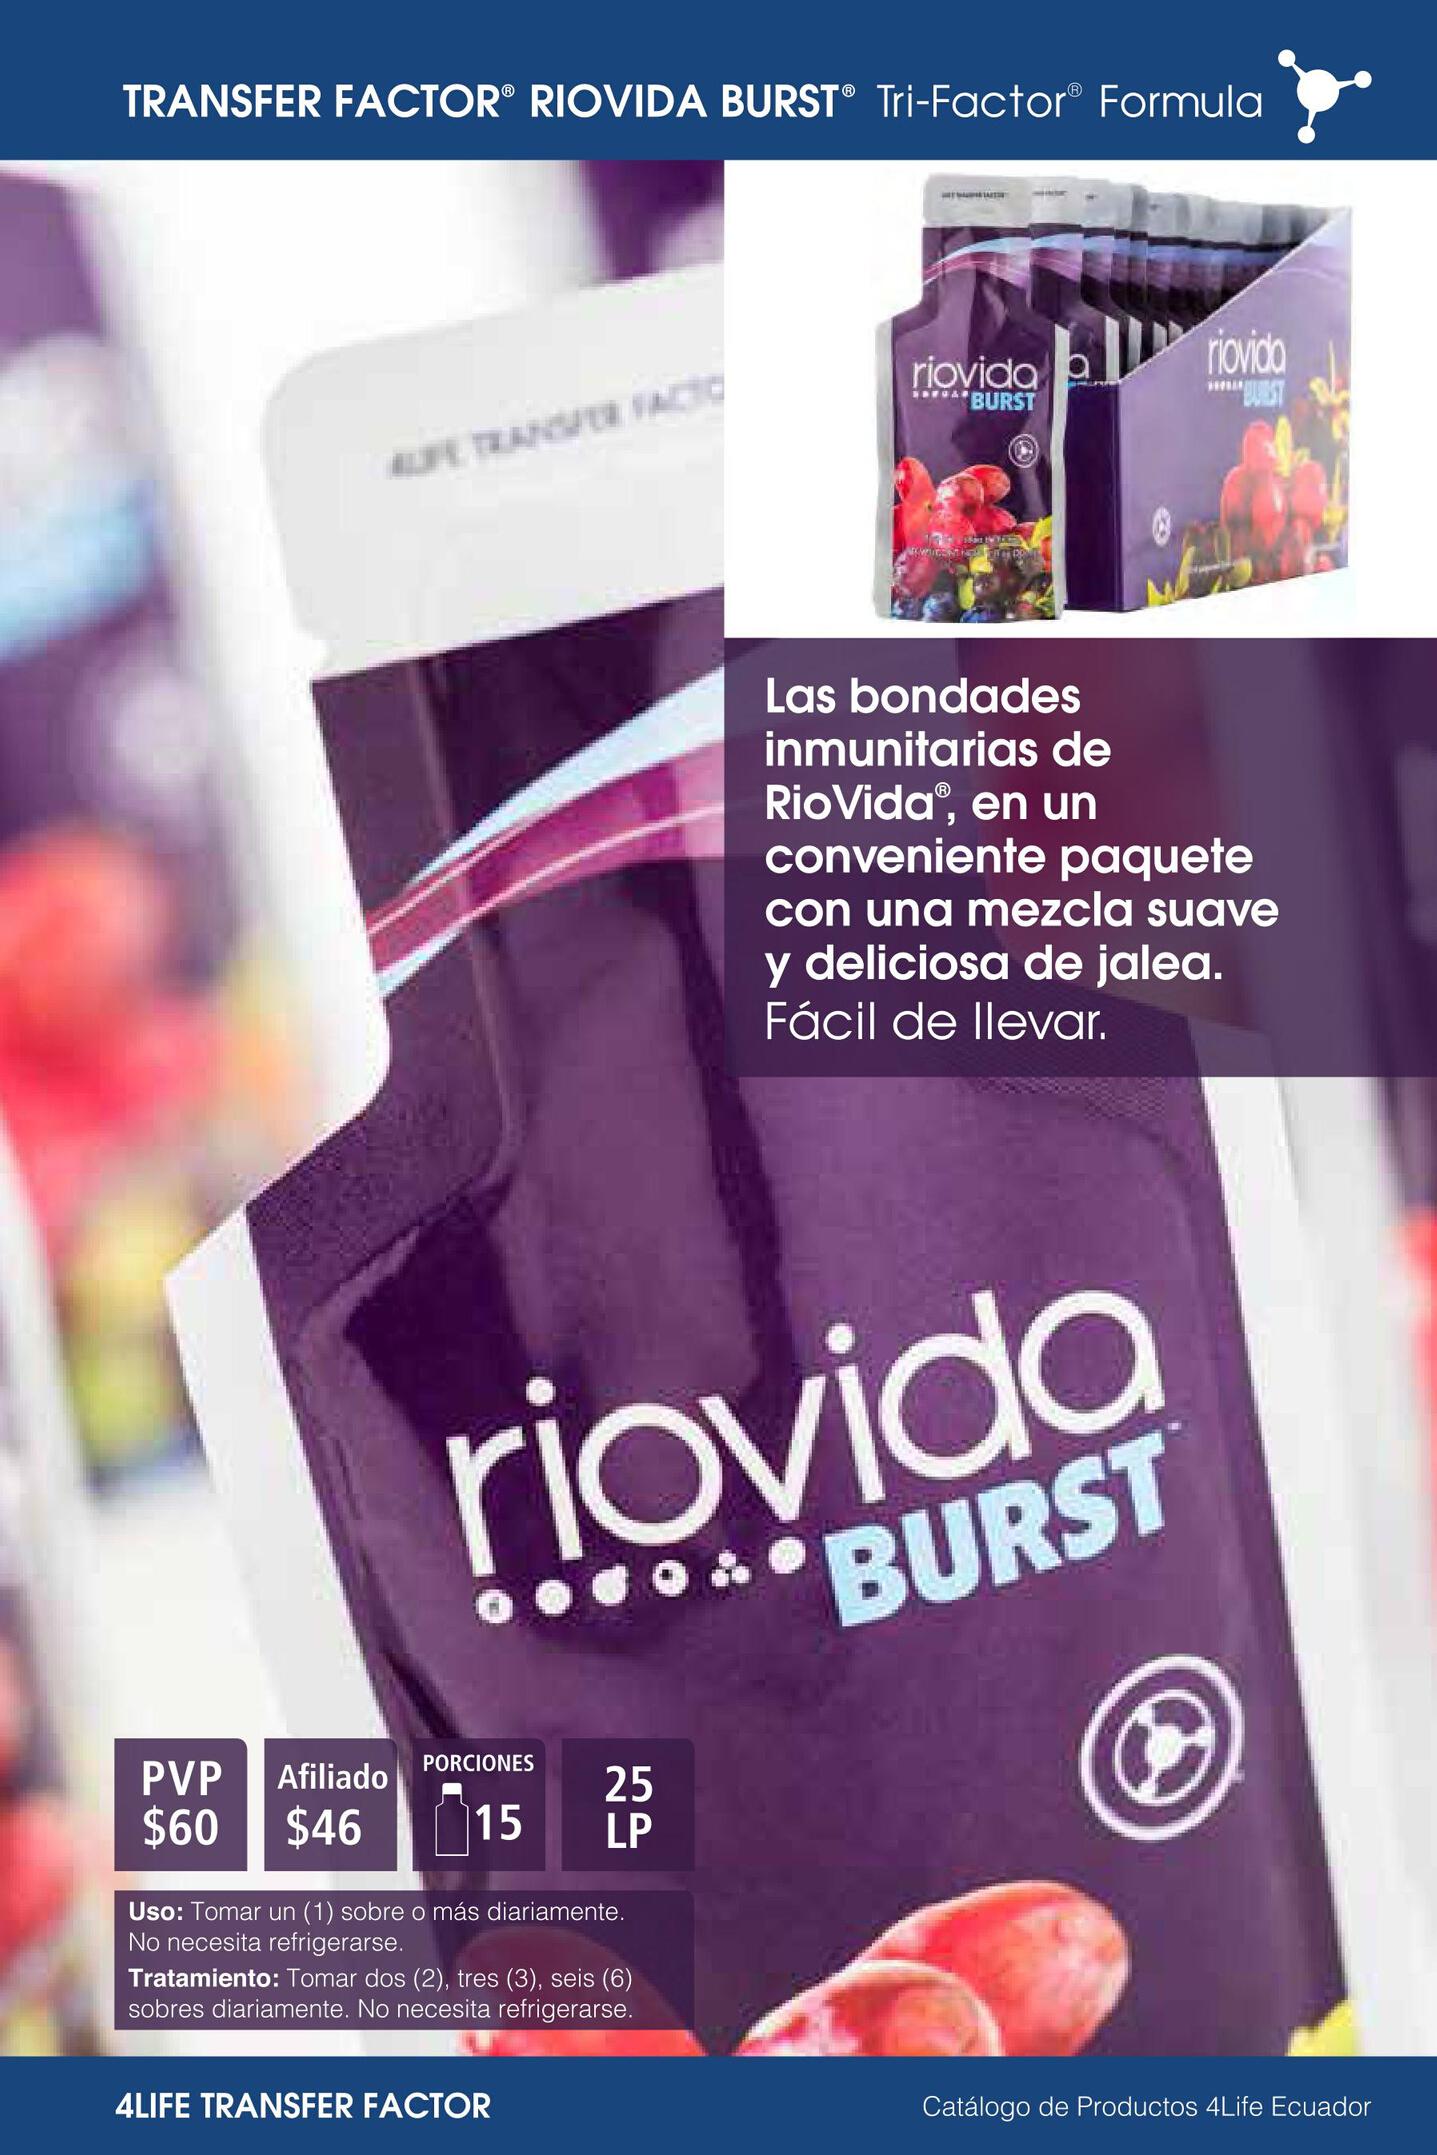 TRANSFER FACTOR® RIOVIDA BURST® Tri-Factor® Formula
4LIFE TRANSFER FACTO
riovida
BURST
riovida
BURST
Las bondades
inmunitarias de
RioVida®, en un
conveniente paquete
con una mezcla suave
y deliciosa de jalea.
Fácil de llevar.
riovida
BURST™
PVP
$60
Afiliado
$46
PORCIONES
15
25
LP
Uso: Tomar un (1) sobre o más diariamente.
No necesita refrigerarse.
Tratamiento: Tomar dos (2), tres (3), seis (6)
sobres diariamente. No necesita refrigerarse.
4LIFE TRANSFER FACTOR
Catálogo de Productos 4Life Ecuador